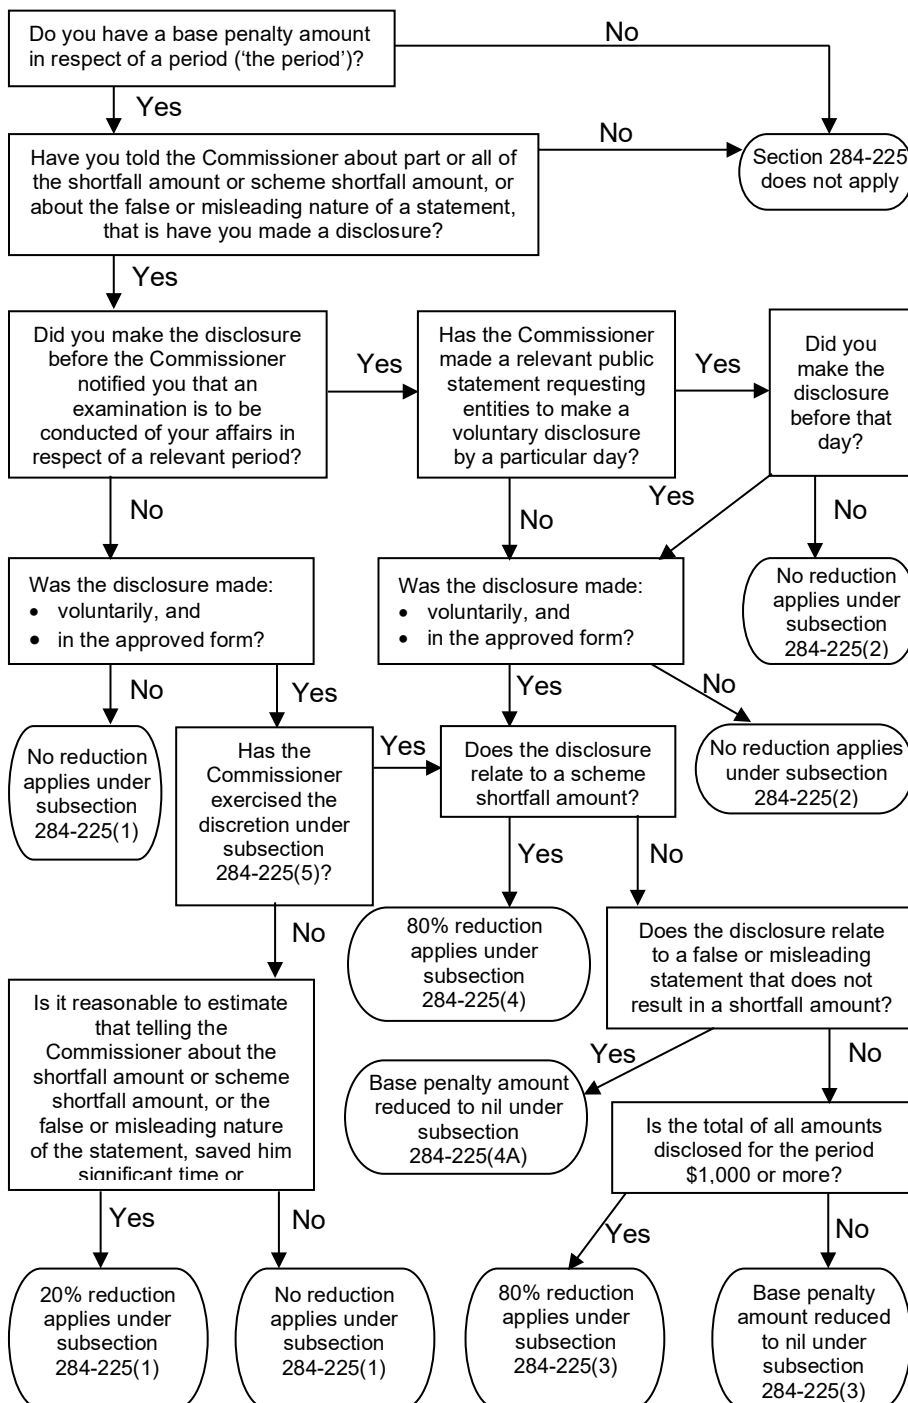 Do you have a base penalty amount
in respect of a period (‘the period’)?
No
Yes
Have you told the Commissioner about part or all of
the shortfall amount or scheme shortfall amount, or
about the false or misleading nature of a statement,
that is have you made a disclosure?
No
Section 284-225
does not apply
Yes
Did you make the disclosure
before the Commissioner
notified you that an
examination is to be
conducted of your affairs in
respect of a relevant period?
Yes
Has the Commissioner
made a relevant public
statement requesting
entities to make a
voluntary disclosure
by a particular day?
Yes
Did you
make the
disclosure
before that
day?
No
No
Yes
No
Was the disclosure made:
• voluntarily, and
• in the approved form?
Was the disclosure made:
• voluntarily, and
• in the approved form?
No reduction
applies under
subsection
284-225(2)
No
Yes
Yes
No
No reduction
applies under
subsection
284-225(1)
Has the
Commissioner
exercised the
discretion under
subsection
284-225(5)?
Yes
Does the disclosure
relate to a scheme
shortfall amount?
No reduction applies
under subsection
284-225(2)
No
Yes
No
80% reduction
applies under
subsection
284-225(4)
Does the disclosure relate
to a false or misleading
statement that does not
result in a shortfall amount?
Is it reasonable to estimate
that telling the
Commissioner about the
shortfall amount or scheme
shortfall amount, or the
false or misleading nature
of the statement, saved him
significant time or
Yes
No
Base penalty amount
reduced to nil under
subsection
284-225(4A)
Is the total of all amounts
disclosed for the period
$1,000 or more?
Yes
No
Yes
No
20% reduction
applies under
subsection
284-225(1)
No reduction
applies under
subsection
284-225(1)
80% reduction
applies under
subsection
284-225(3)
Base penalty
amount reduced
to nil under
subsection
284-225(3)